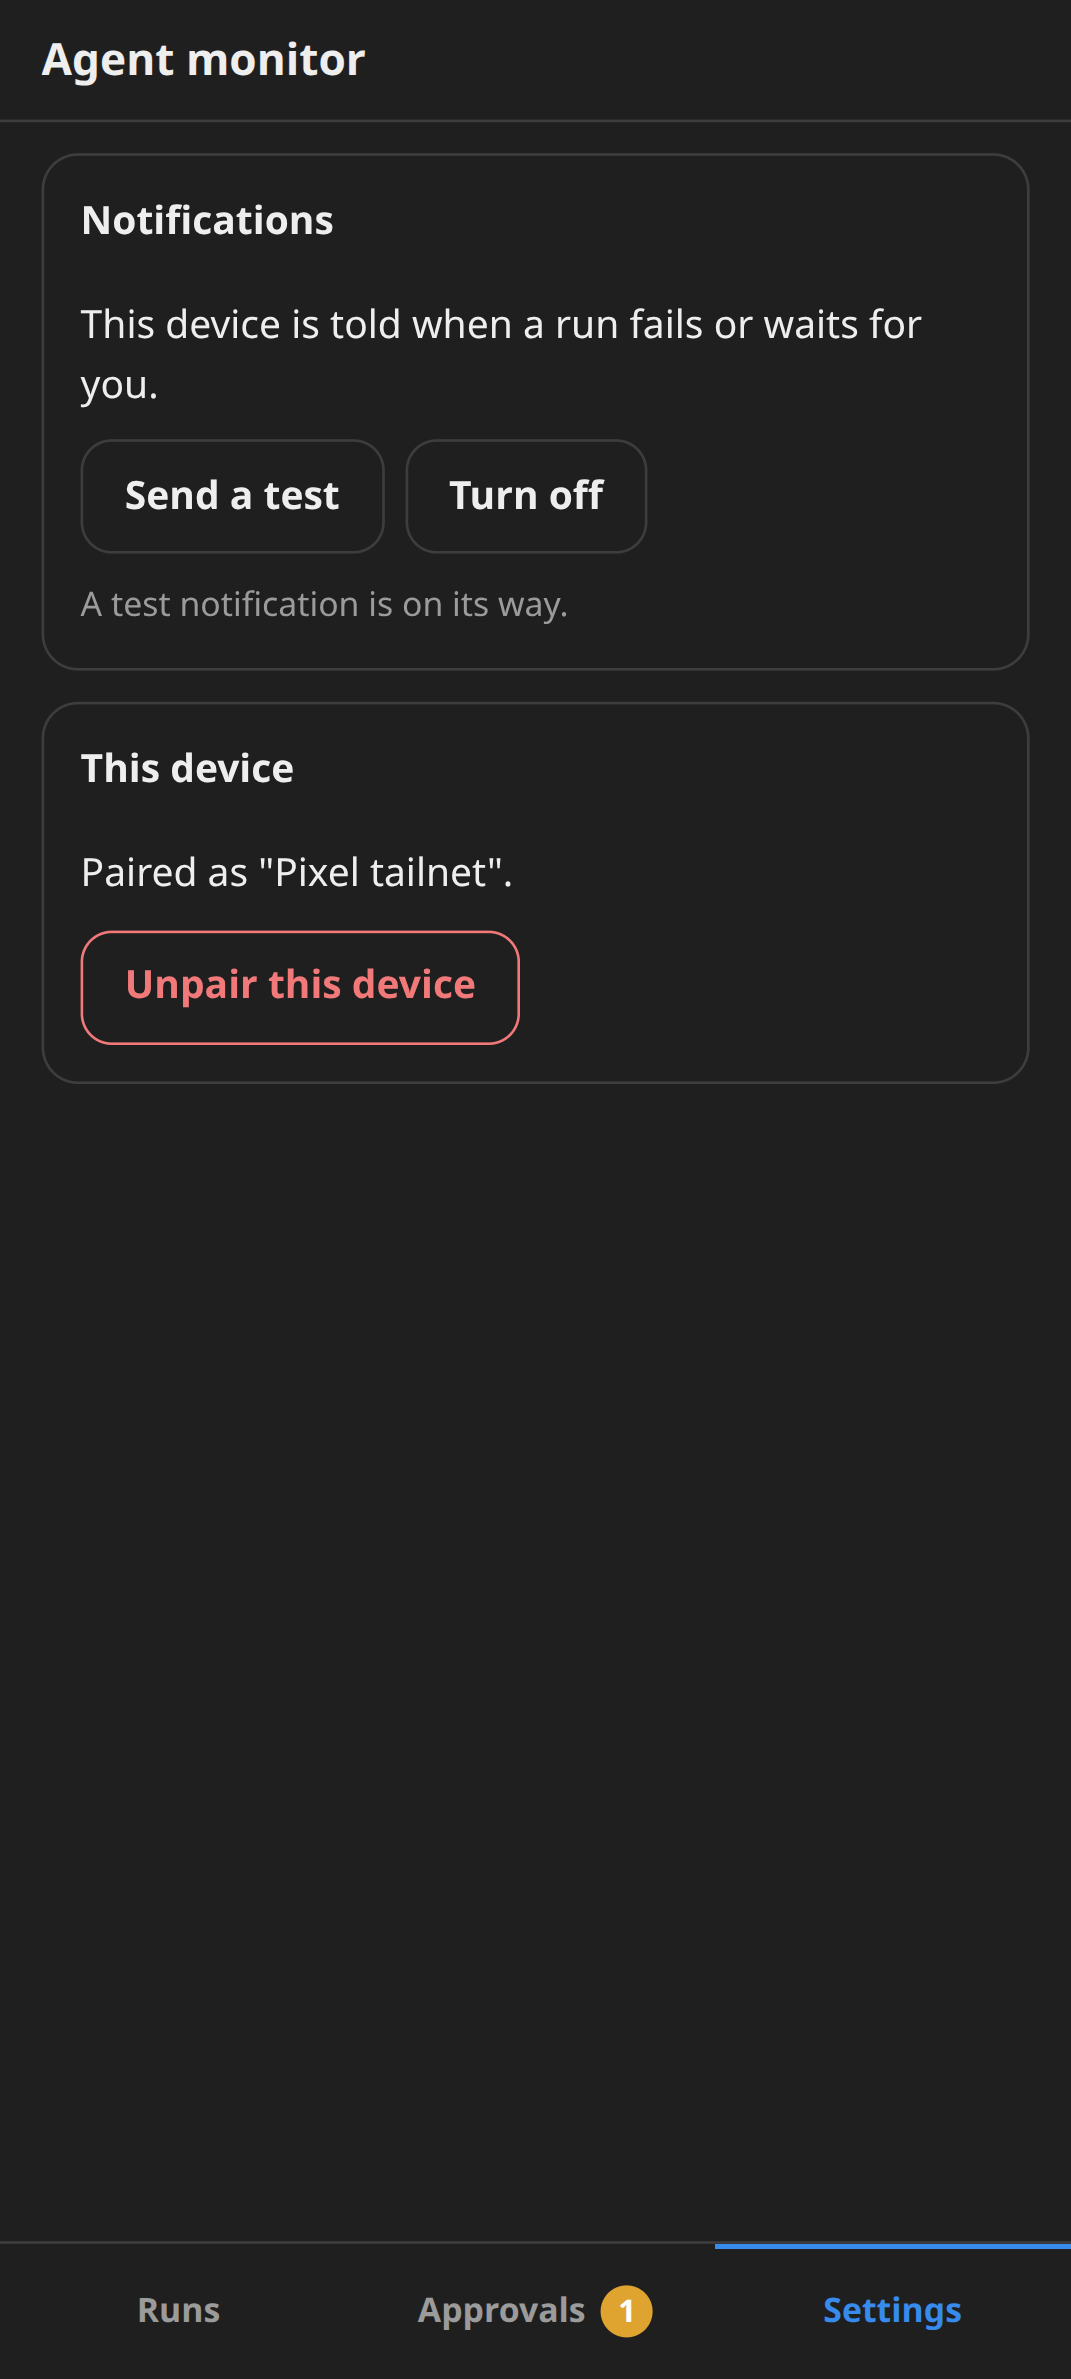 Agent monitor
Notifications
This device is told when a run fails or waits for
you.
Send a test
Turn off
A test notification is on its way.
This device
Paired as "Pixel tailnet".
Unpair this device
Runs
Approvals 1
Settings